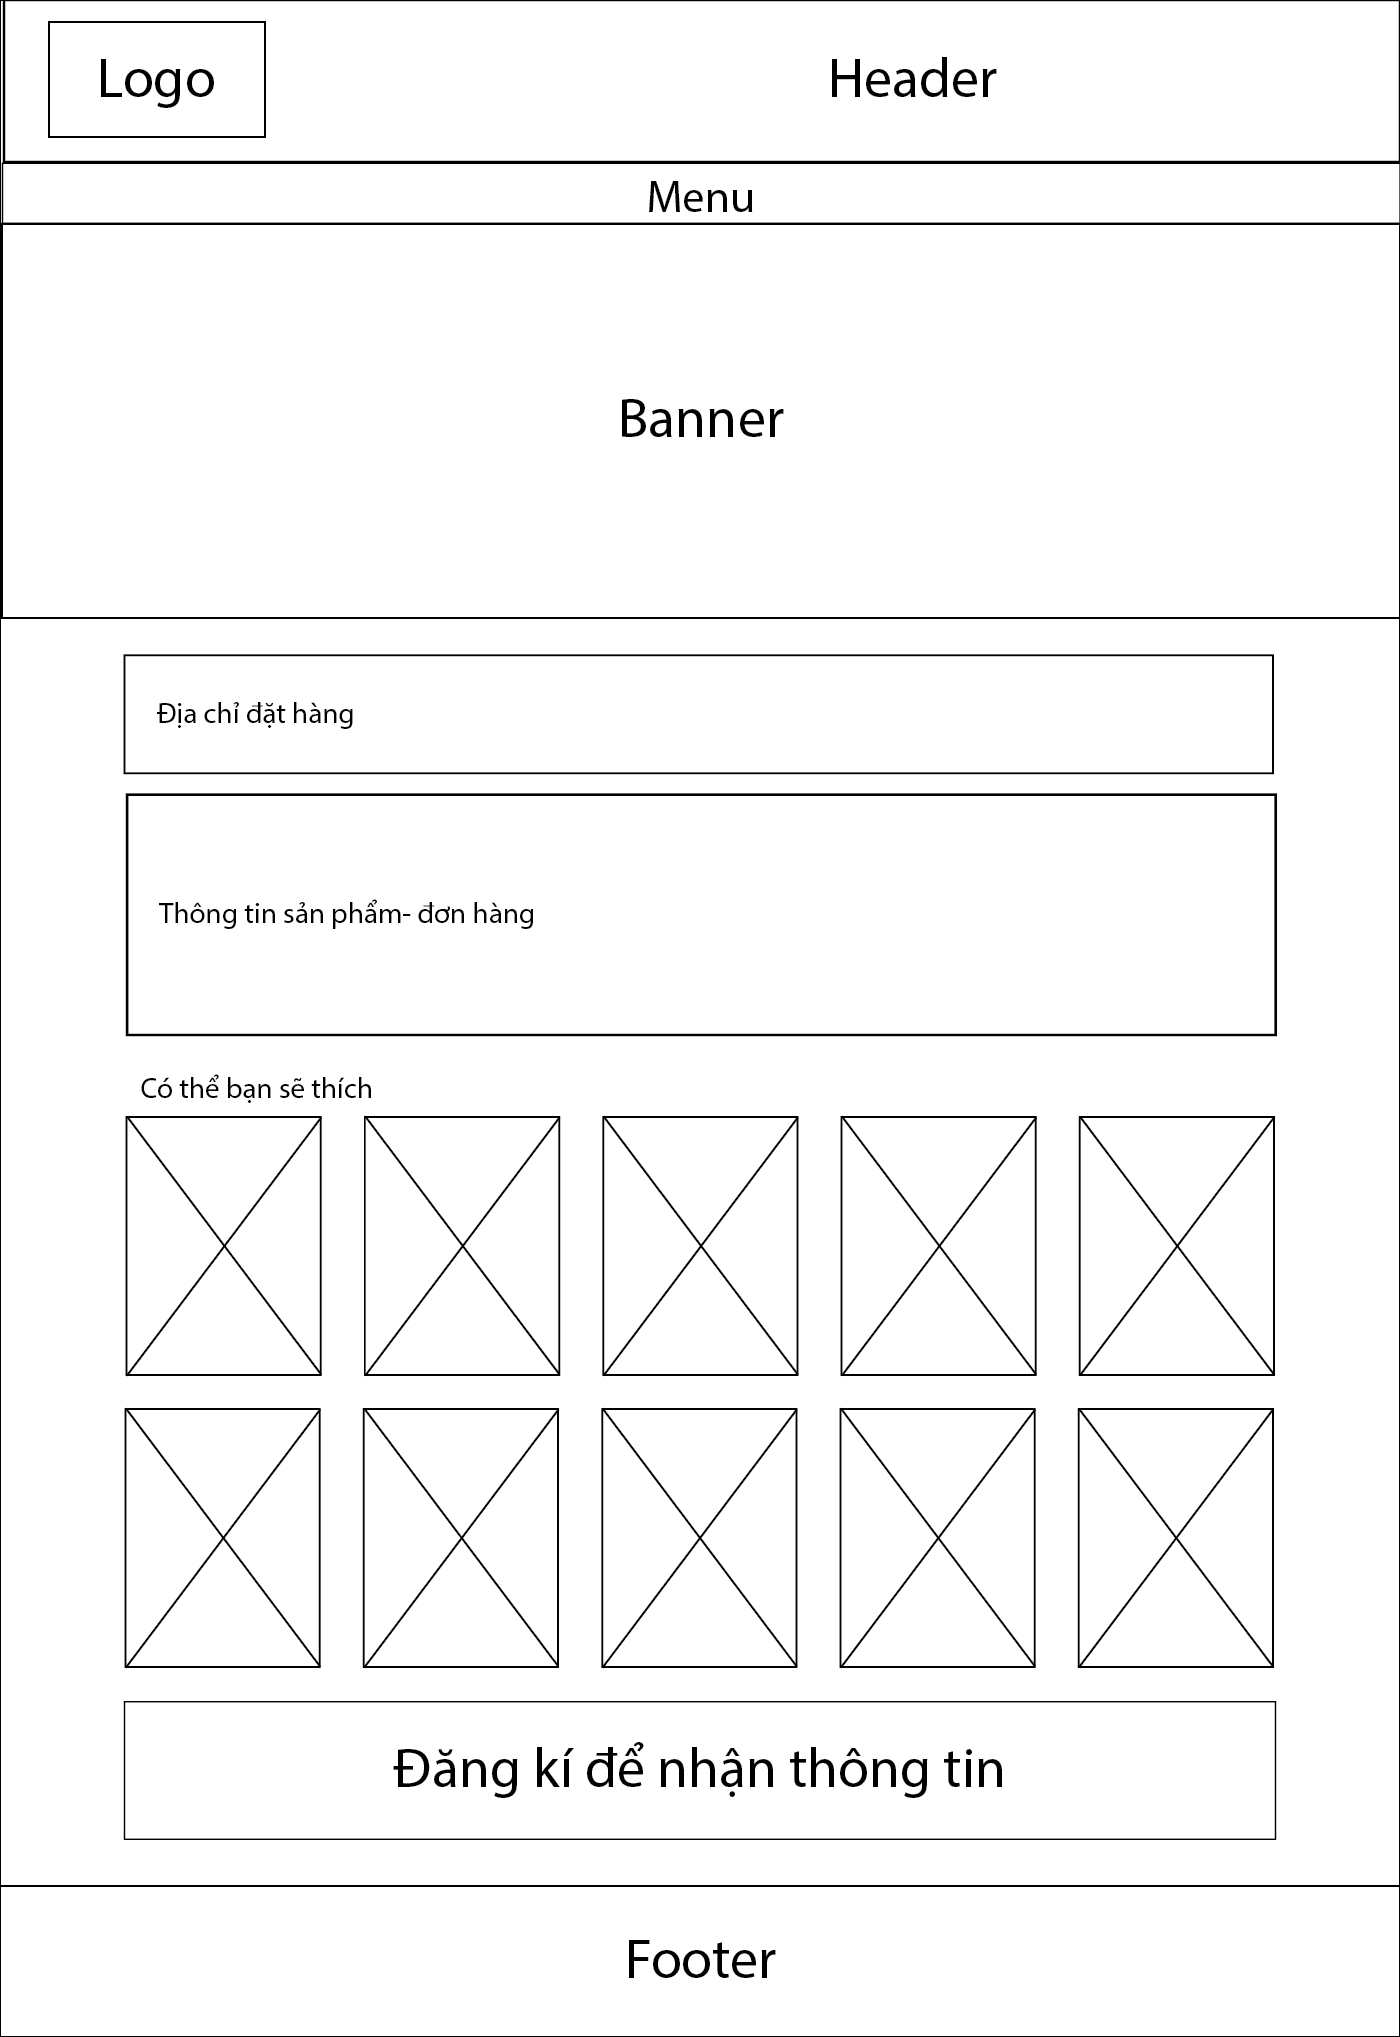 Logo
Header
Menu
Banner
Địa chỉ đặt hàng
Thông tin sản phẩm- đơn hàng
Có thể bạn sẽ thích
Đăng kí để nhận thông tin
Footer